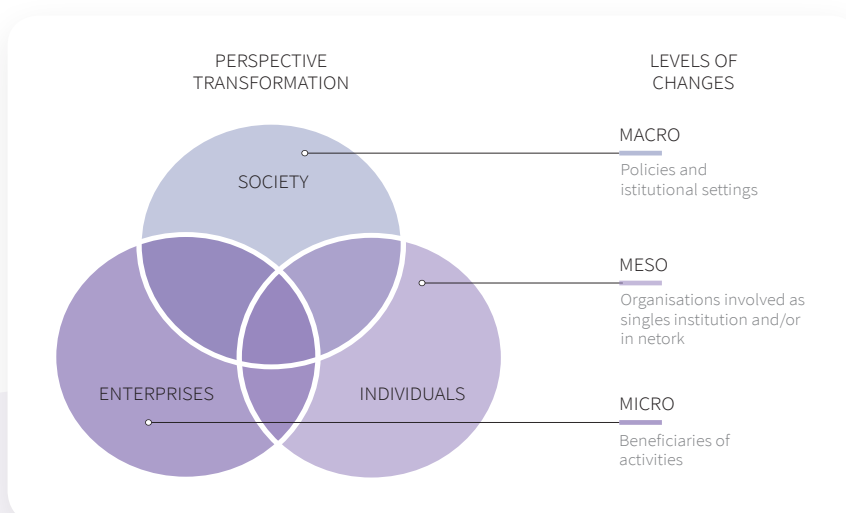 PERSPECTIVE
TRANSFORMATION
LEVELS OF
CHANGES
SOCIETY
ENTERPRISES
INDIVIDUALS
MACRO
Policies and
istitutional settings
MESO
Organisations involved as
singles institution and/or
in netork
MICRO
Beneficiaries of
activities